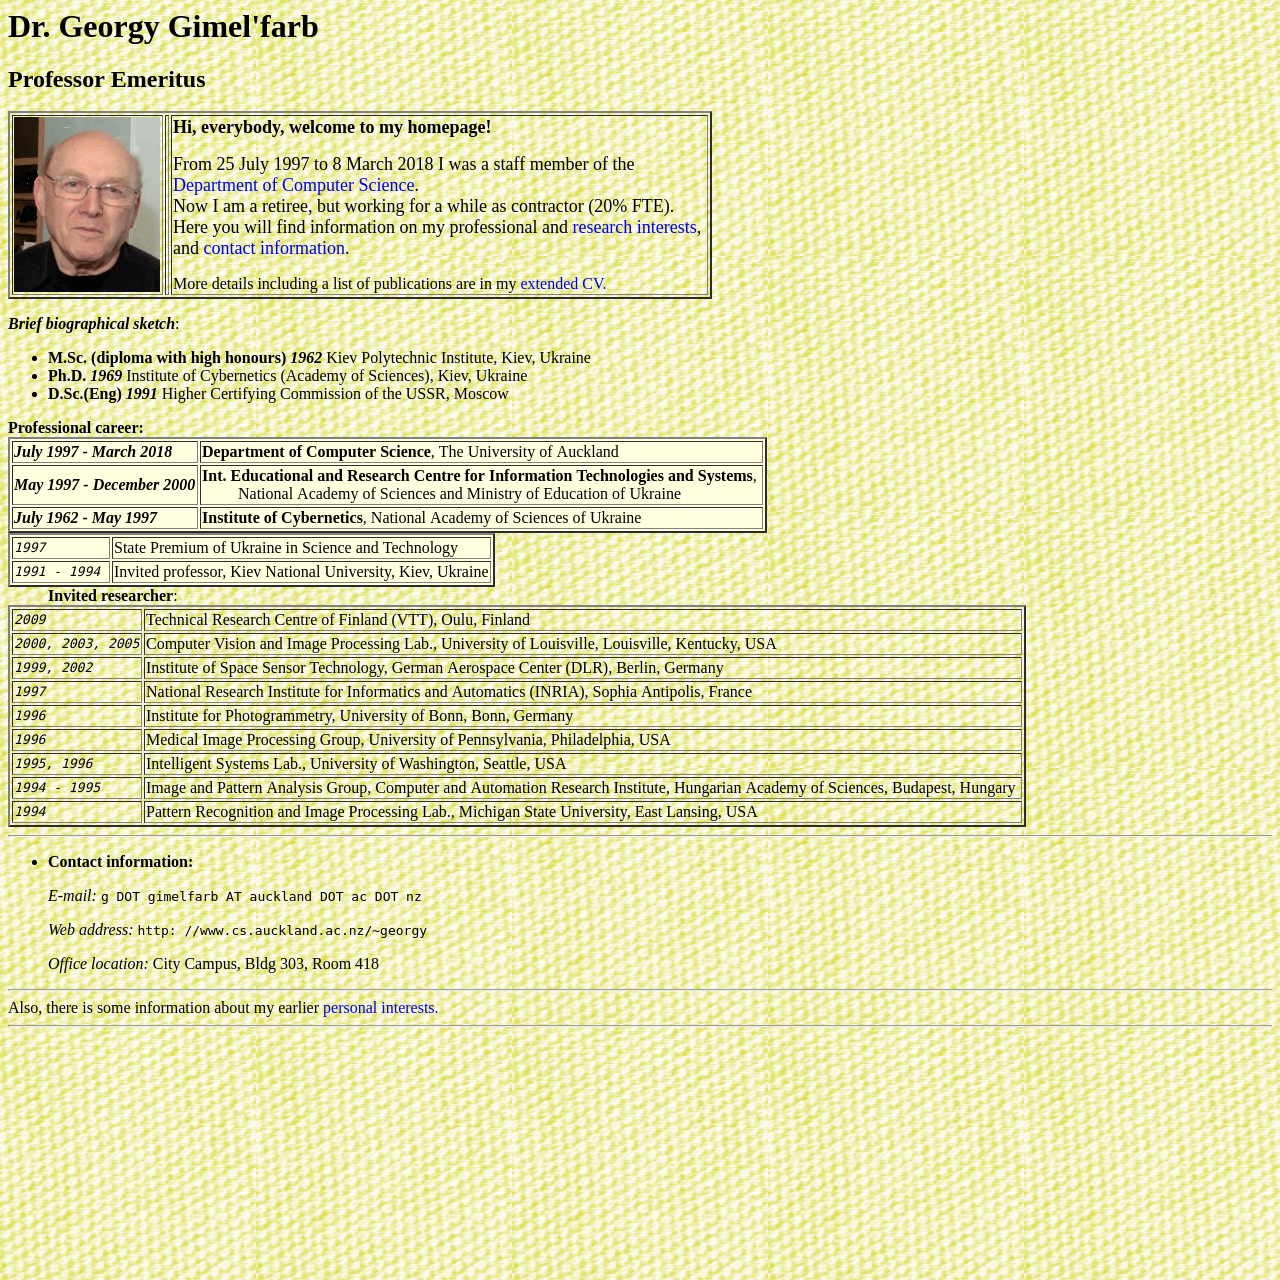 Dr. Georgy Gimel'farb
Professor Emeritus
Hi, everybody, welcome to my homepage!
From 25 July 1997 to 8 March 2018 I was a staff member of the
Department of Computer Science.
Now I am a retiree, but working for a while as contractor (20% FTE).
Here you will find information on my professional and research interests,
and contact information.
More details including a list of publications are in my extended CV.
Brief biographical sketch:
• M.Sc. (diploma with high honours) 1962 Kiev Polytechnic Institute, Kiev, Ukraine
• Ph.D. 1969 Institute of Cybernetics (Academy of Sciences), Kiev, Ukraine
• D.Sc.(Eng) 1991 Higher Certifying Commission of the USSR, Moscow
Professional career:
July 1997 - March 2018 Department of Computer Science, The University of Auckland
May 1997 - December 2000 Int. Educational and Research Centre for Information Technologies and Systems,
National Academy of Sciences and Ministry of Education of Ukraine
July 1962 - May 1997 Institute of Cybernetics, National Academy of Sciences of Ukraine
1997 State Premium of Ukraine in Science and Technology
1991 - 1994 Invited professor, Kiev National University, Kiev, Ukraine
Invited researcher:
2009 Technical Research Centre of Finland (VTT), Oulu, Finland
2000, 2003, 2005 Computer Vision and Image Processing Lab., University of Louisville, Louisville, Kentucky, USA
1999, 2002 Institute of Space Sensor Technology, German Aerospace Center (DLR), Berlin, Germany
1997 National Research Institute for Informatics and Automatics (INRIA), Sophia Antipolis, France
1996 Institute for Photogrammetry, University of Bonn, Bonn, Germany
1996 Medical Image Processing Group, University of Pennsylvania, Philadelphia, USA
1995, 1996 Intelligent Systems Lab., University of Washington, Seattle, USA
1994 - 1995 Image and Pattern Analysis Group, Computer and Automation Research Institute, Hungarian Academy of Sciences, Budapest, Hungary
1994 Pattern Recognition and Image Processing Lab., Michigan State University, East Lansing, USA
• Contact information:
E-mail: g DOT gimelfarb AT auckland DOT ac DOT nz
Web address: http: //www.cs.auckland.ac.nz/~georgy
Office location: City Campus, Bldg 303, Room 418
Also, there is some information about my earlier personal interests.